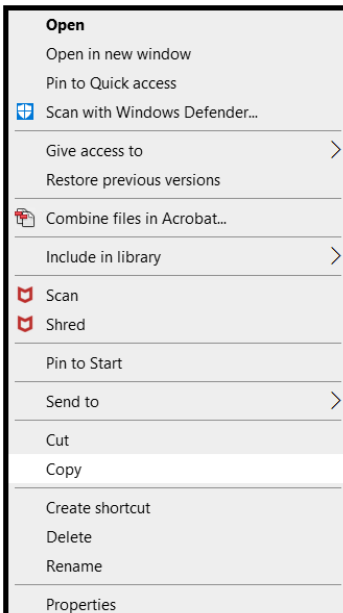 Open
Open in new window
Pin to Quick access
Scan with Windows Defender...
Give access to
Restore previous versions
Combine files in Acrobat...
Include in library
Scan
Shred
Pin to Start
Send to
Cut
Copy
Create shortcut
Delete
Rename
Properties